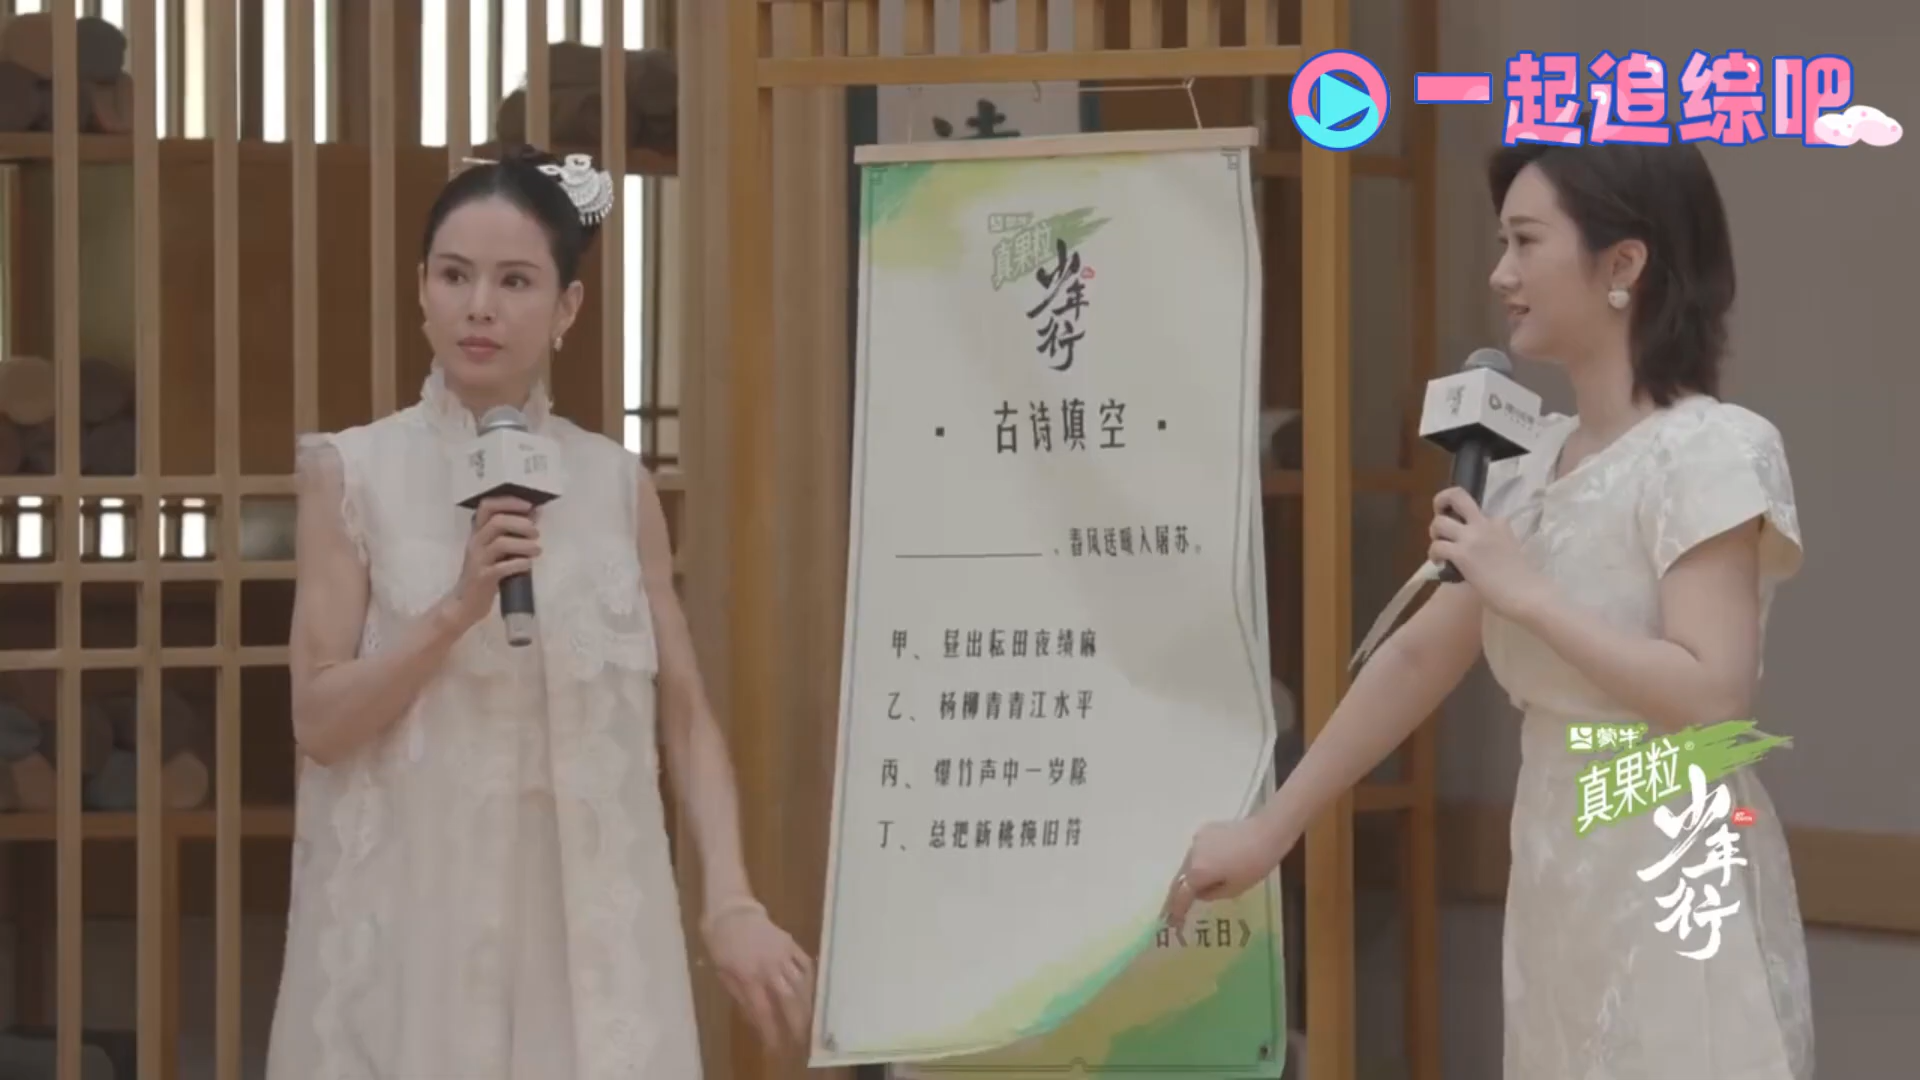 一起追综吧
真果粒
少年行
古诗填空
，春风送暖入屠苏。
甲、昼出耘田夜绩麻
乙、杨柳青青江水平
丙、爆竹声中一岁除
丁、总把新桃换旧符
《元日》
蒙牛
真果粒
少年行